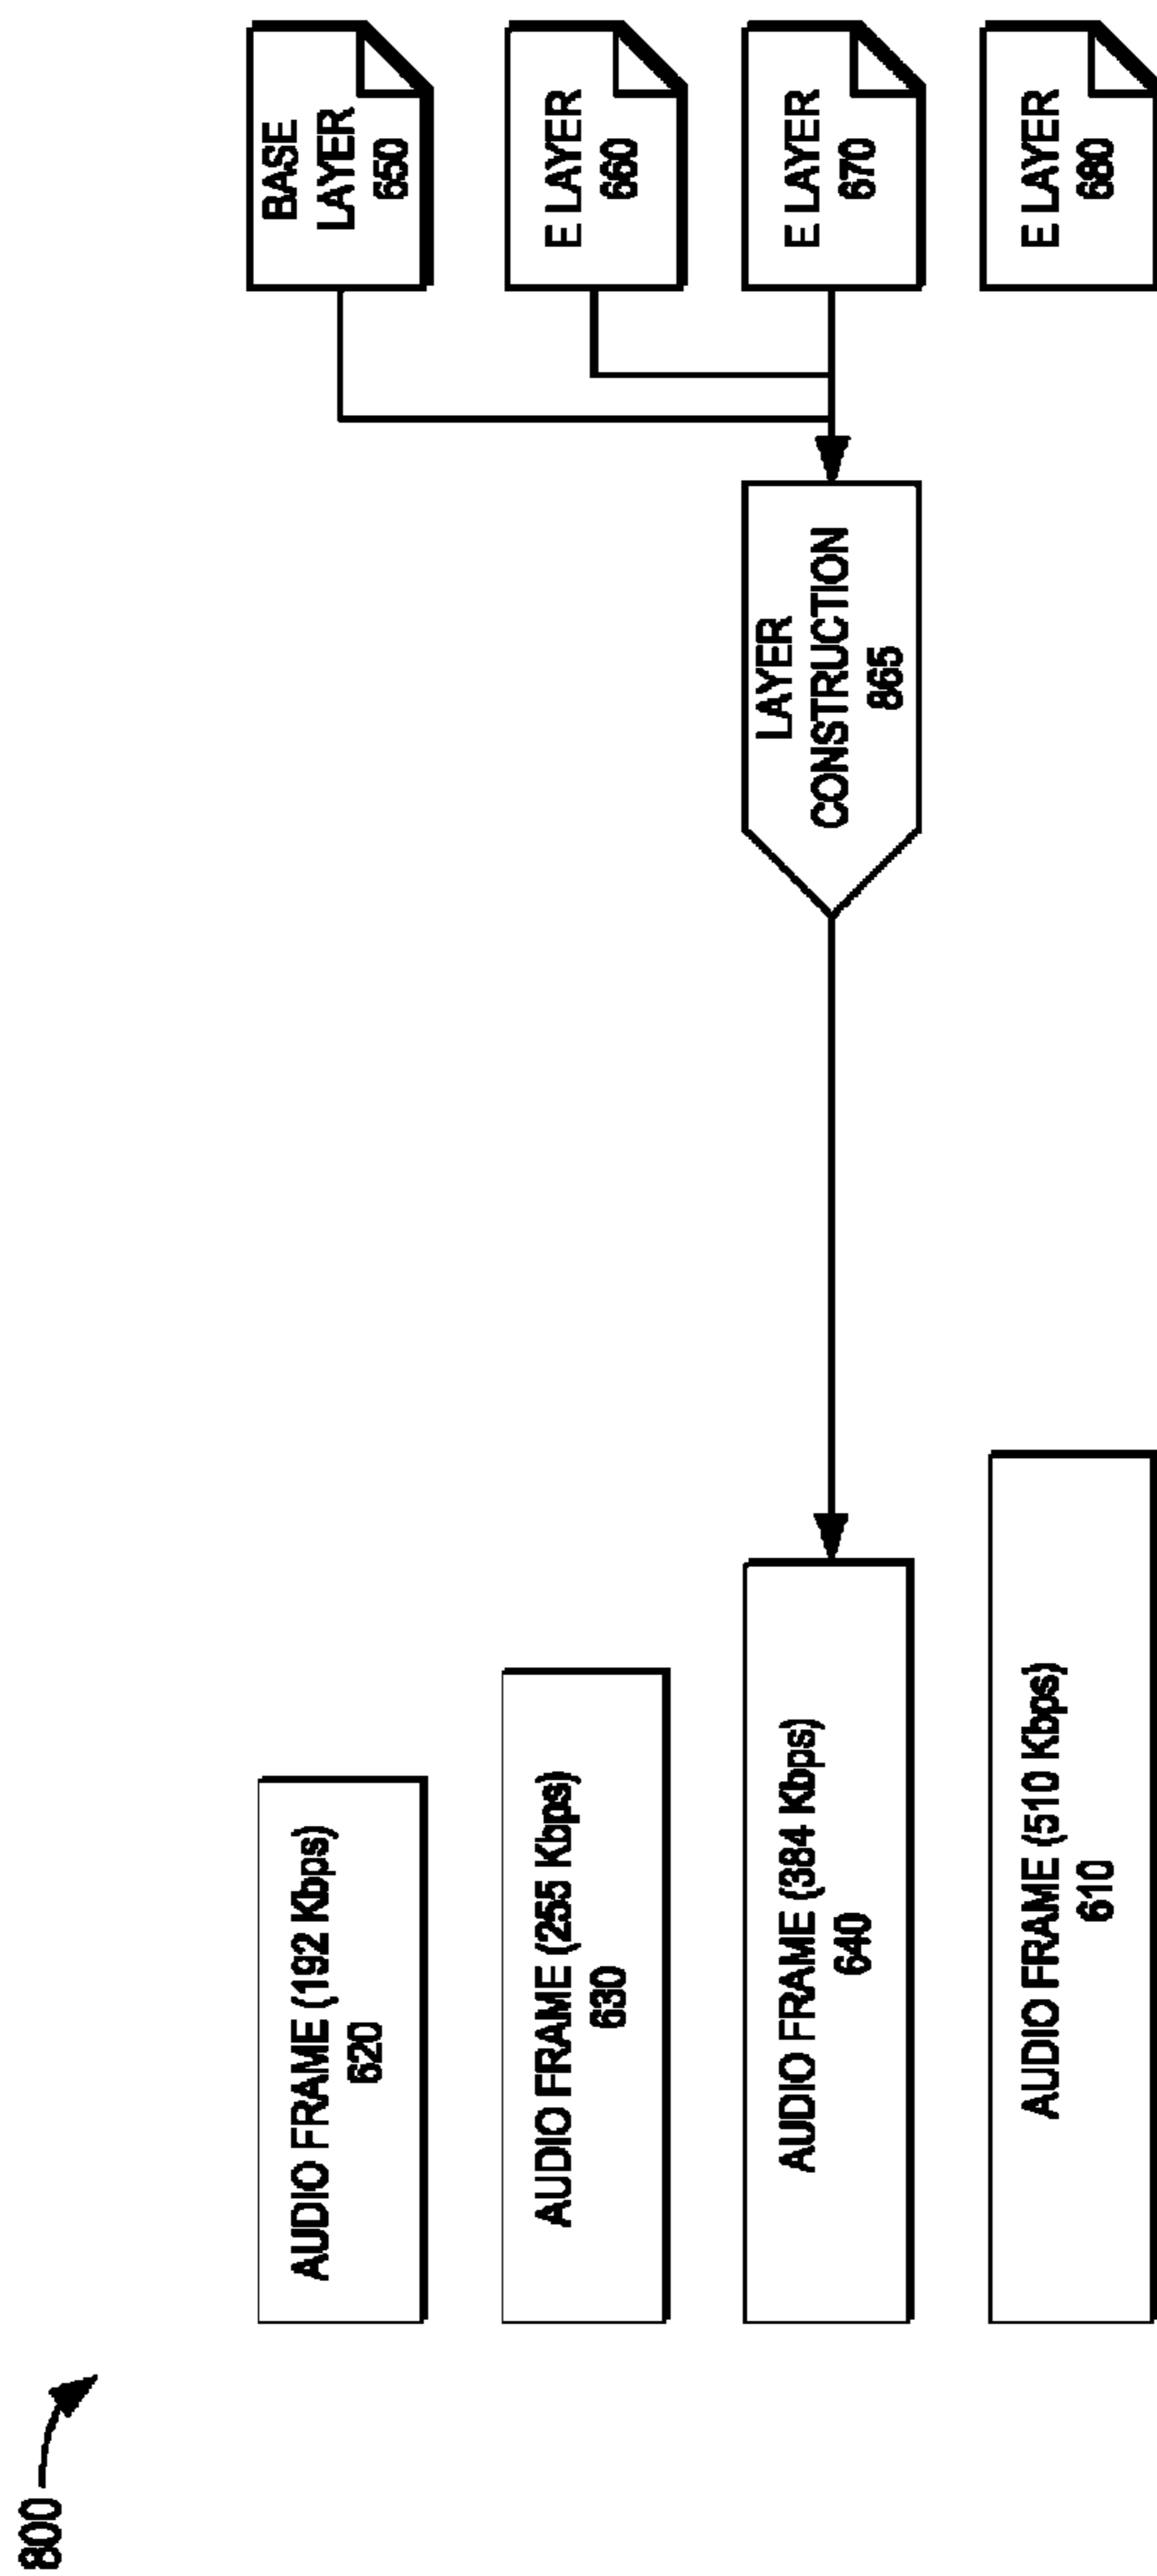 800
AUDIO FRAME (192 Kbps)
620
BASE
LAYER
650
AUDIO FRAME (255 Kbps)
630
E LAYER
660
AUDIO FRAME (384 Kbps)
640
LAYER
CONSTRUCTION
865
E LAYER
670
AUDIO FRAME (510 Kbps)
610
E LAYER
680